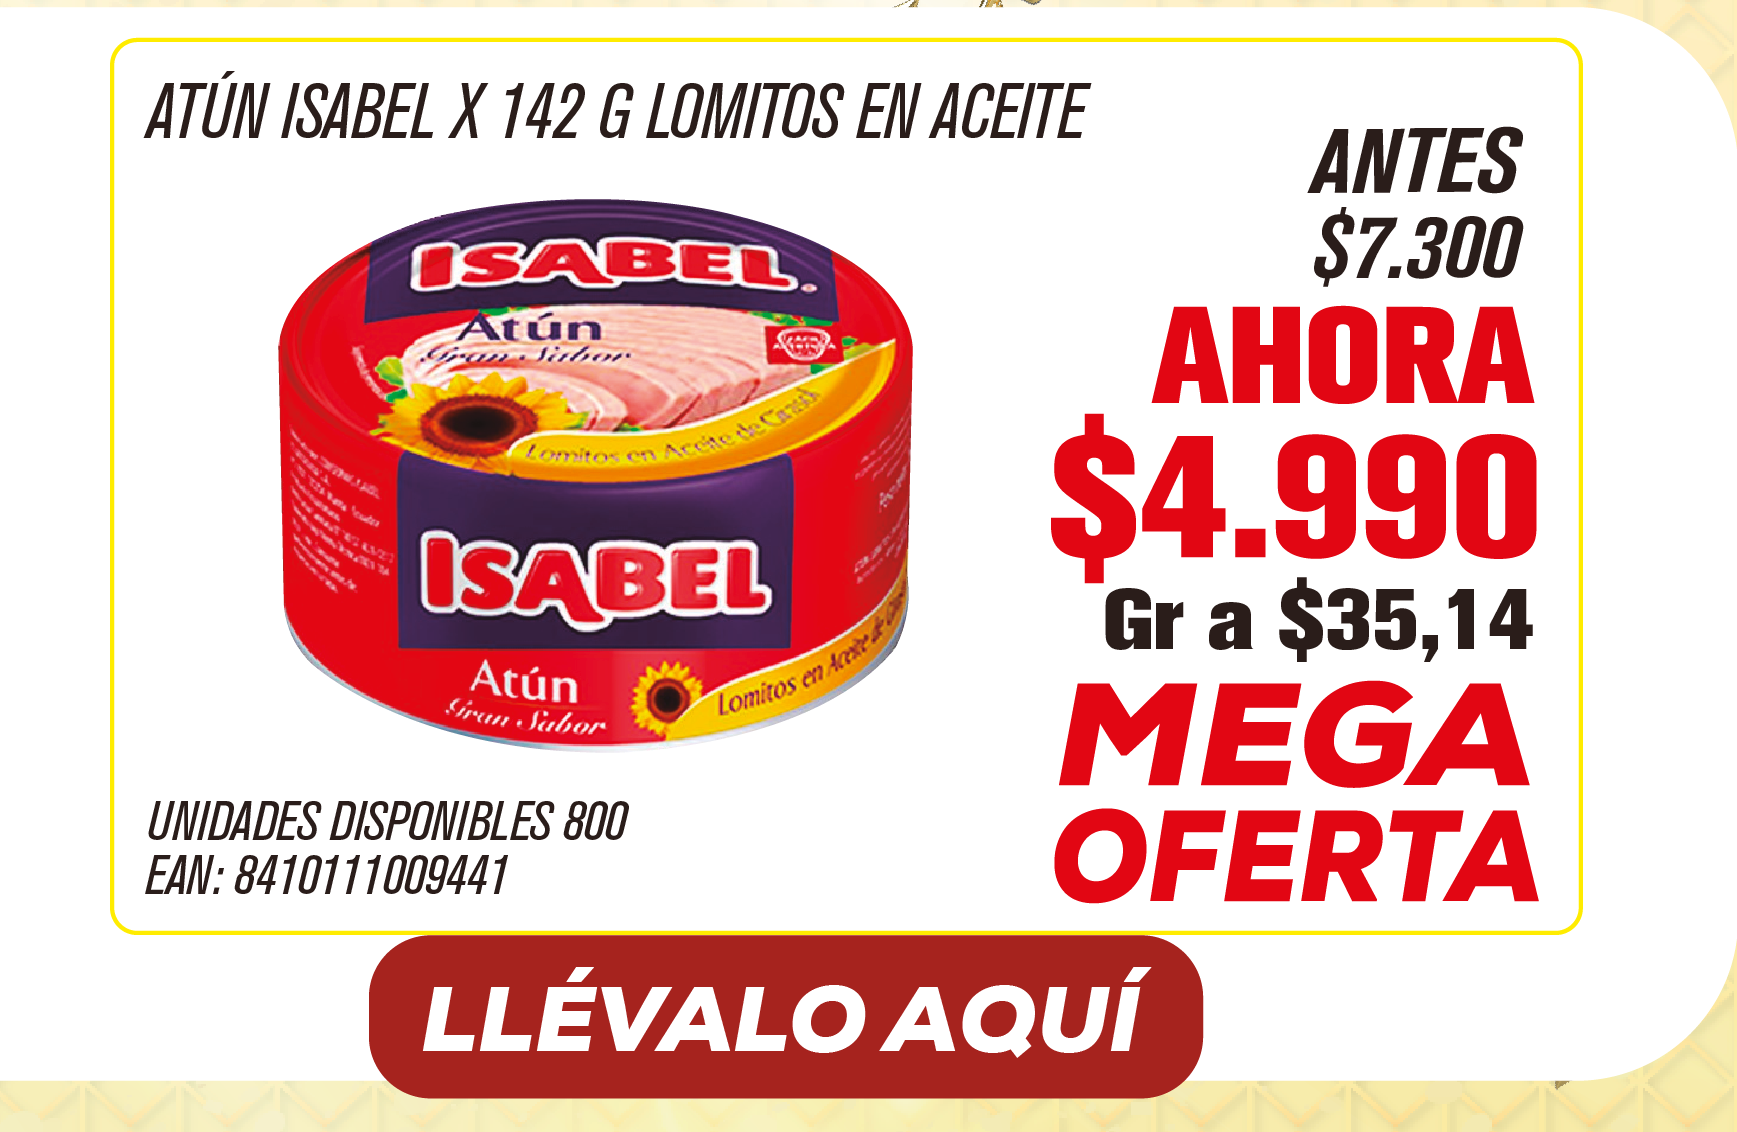 ATÚN ISABEL X 142 G LOMITOS EN ACEITE
ANTES
$7.300
AHORA
$4.990
Gr a $35,14
MEGA
OFERTA
ISABEL
Atún
Gran Sabor
Lomitos en Aceite de Girasol
ISABEL
Atún
Gran Sabor
Lomitos en Aceite de
UNIDADES DISPONIBLES 800
EAN: 8410111009441
LLÉVALO AQUÍ